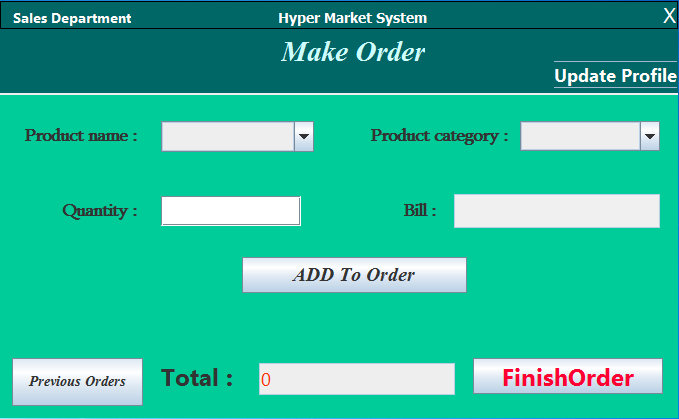 Sales Department
Hyper Market System
X
Make Order
Update Profile
Product name :
Product category :
Quantity :
Bill :
ADD To Order
Previous Orders
Total :
0
FinishOrder